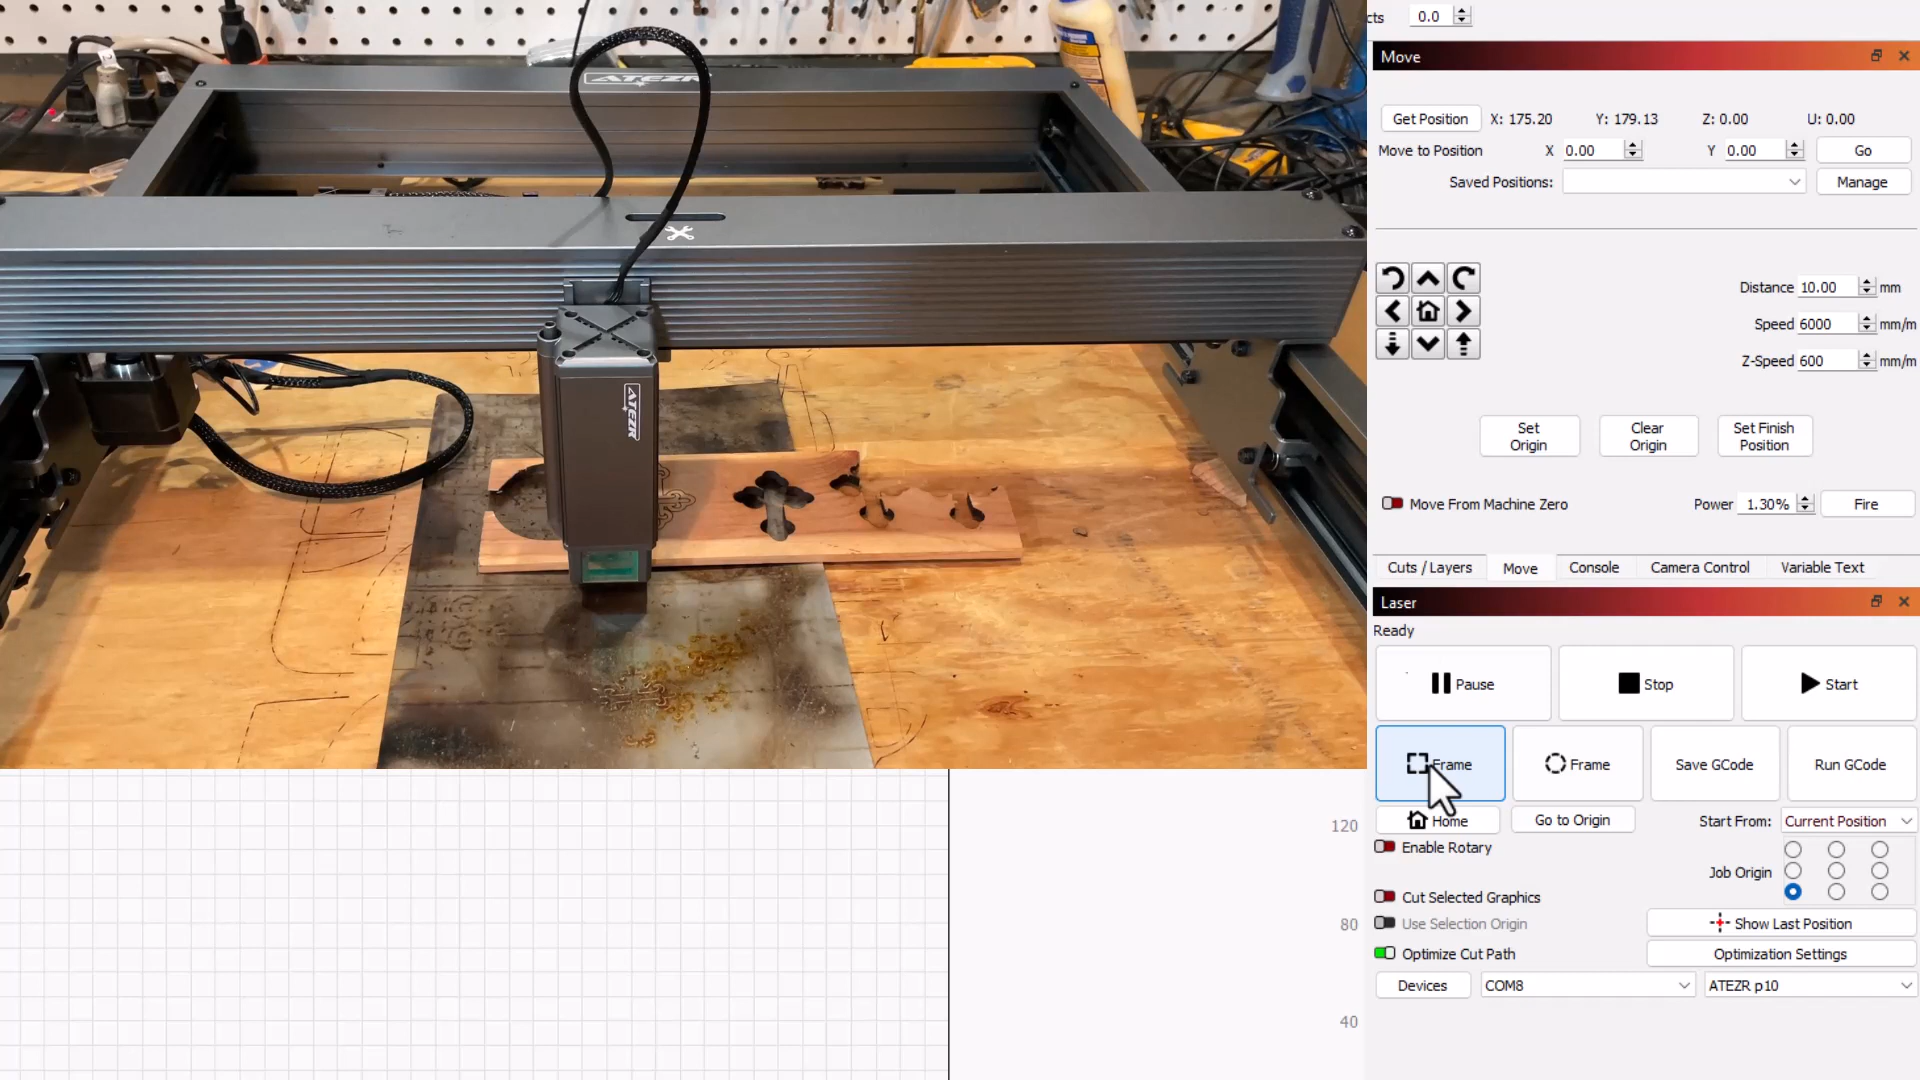 ATEZR
ATEZR
cts 0.0
Move
Get Position X: 175.20 Y: 179.13 Z: 0.00 U: 0.00
Move to Position X 0.00 Y 0.00 Go
Saved Positions: Manage
Distance 10.00 mm
Speed 6000 mm/m
Z-Speed 600 mm/m
Set Origin Clear Origin Set Finish Position
Move From Machine Zero Power 1.30% Fire
Cuts / Layers Move Console Camera Control Variable Text
Laser
Ready
Pause Stop Start
Frame Frame Save GCode Run GCode
Home Go to Origin Start From: Current Position
Enable Rotary
Job Origin
Cut Selected Graphics
Use Selection Origin Show Last Position
Optimize Cut Path Optimization Settings
Devices COM8 ATEZR p10
120
80
40